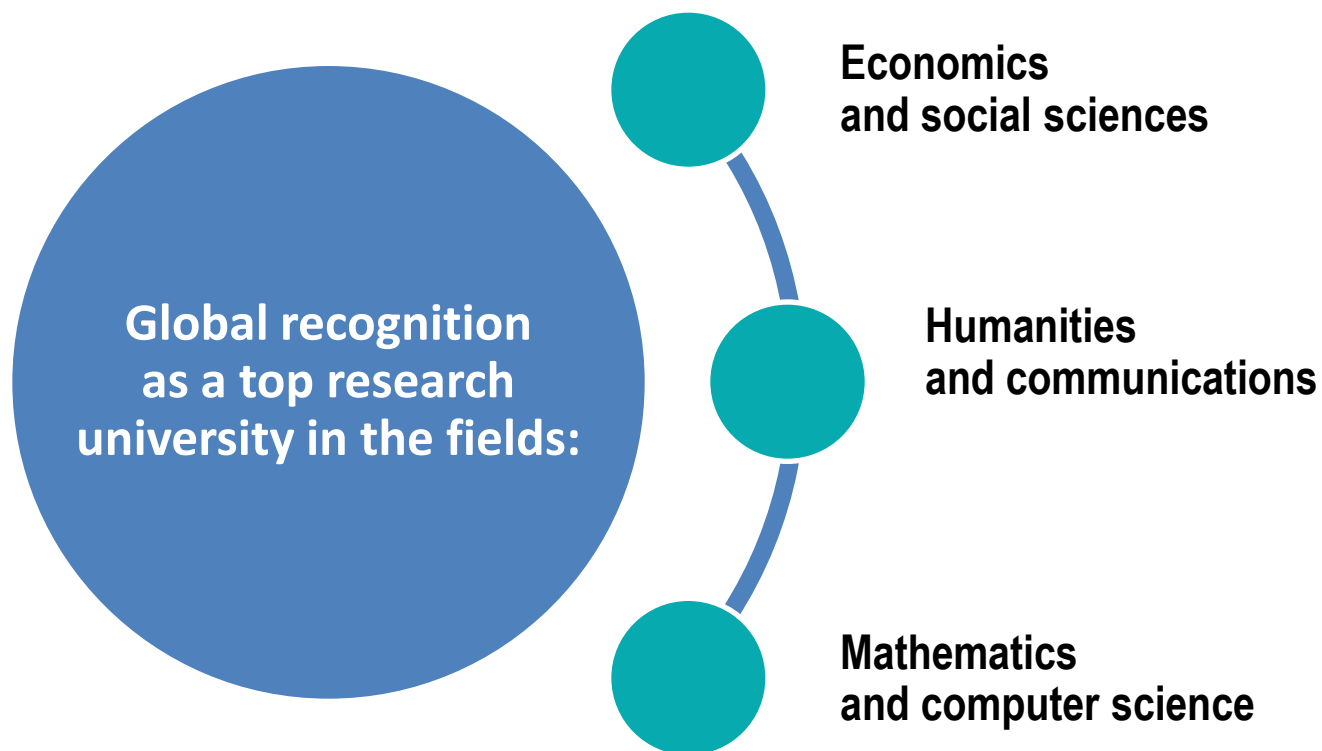 Global recognition
as a top research
university in the fields:
Economics
and social sciences
Humanities
and communications
Mathematics
and computer science